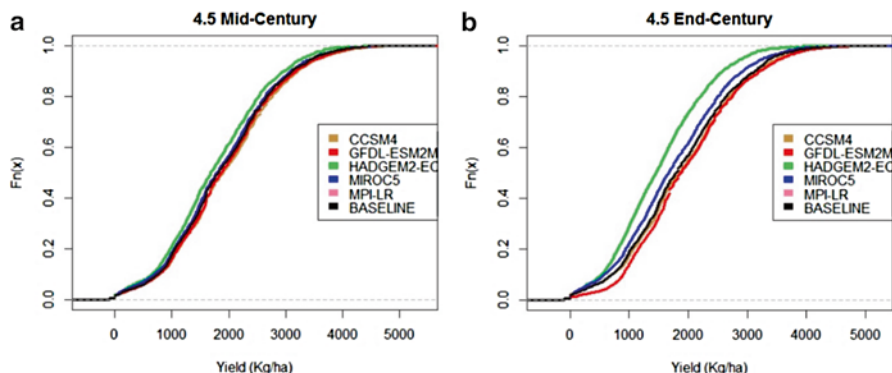 a
4.5 Mid-Century
Fn(x)
1.0
0.8
0.6
0.4
0.2
0.0
CCSM4
GFDL-ESM2M
HADGEM2-EC
MIROC5
MPI-LR
BASELINE
0 1000 2000 3000 4000 5000
Yield (Kg/ha)
b
4.5 End-Century
Fn(x)
1.0
0.8
0.6
0.4
0.2
0.0
CCSM4
GFDL-ESM2M
HADGEM2-EC
MIROC5
MPI-LR
BASELINE
0 1000 2000 3000 4000 5000
Yield (Kg/ha)